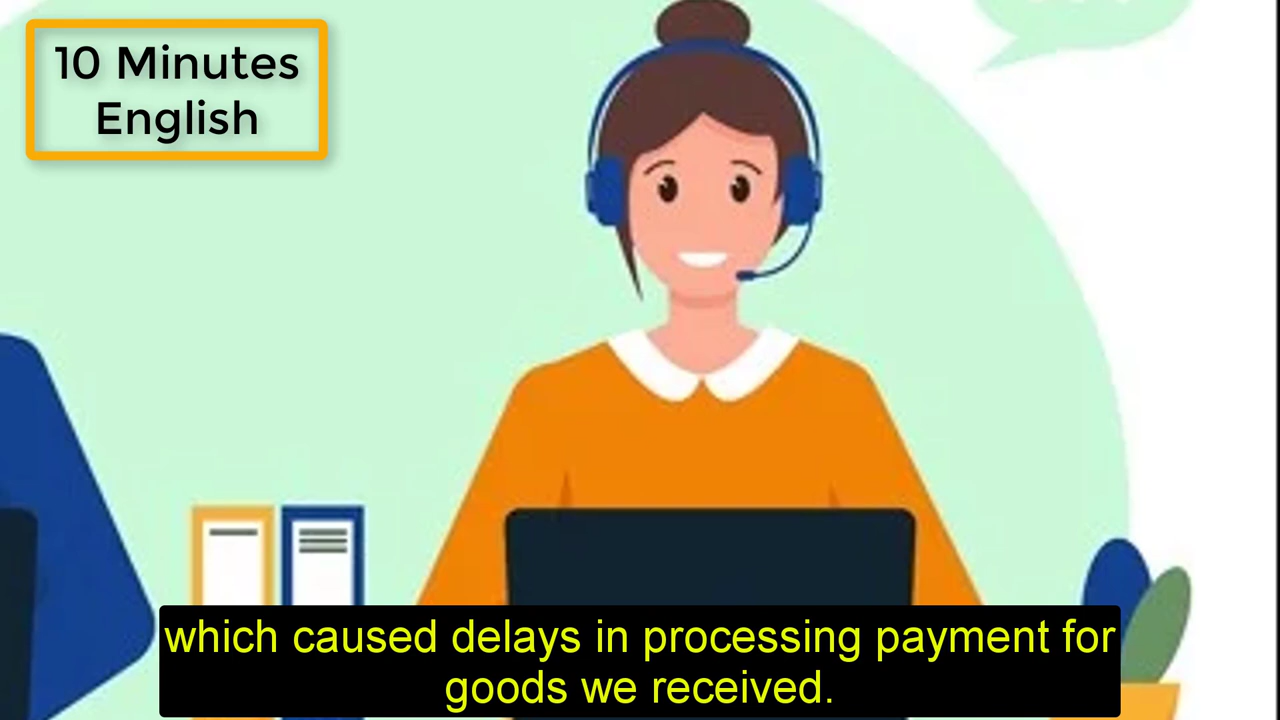 10 Minutes
English
which caused delays in processing payment for
goods we received.